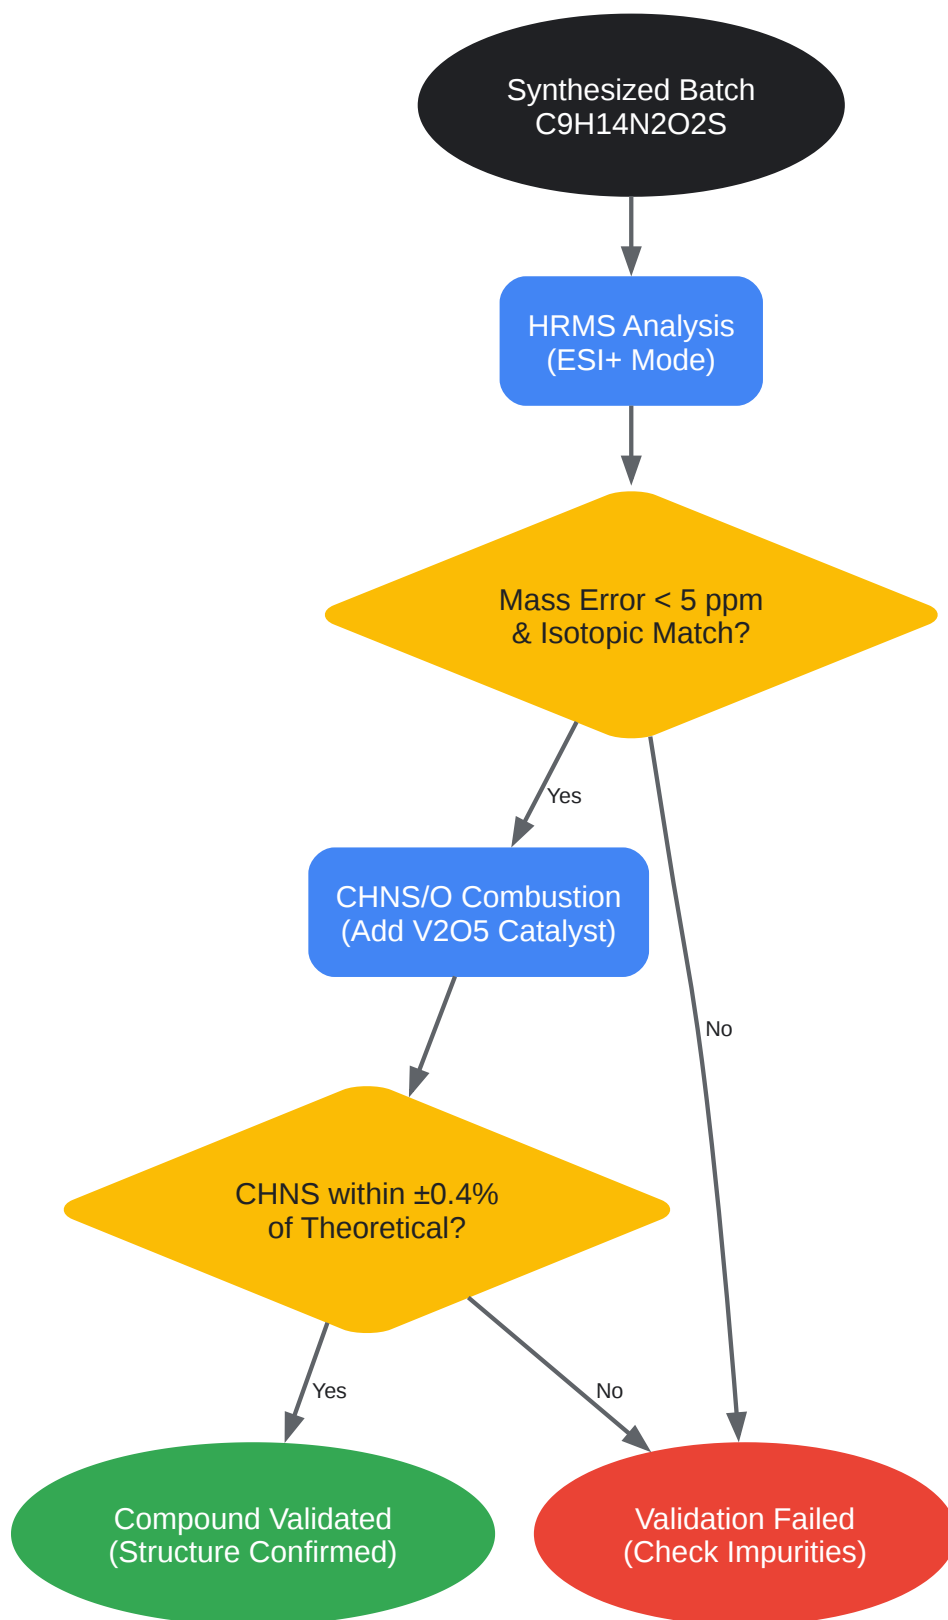 Synthesized Batch
C9H14N2O2S
HRMS Analysis
(ESI+ Mode)
Mass Error < 5 ppm
& Isotopic Match?
Yes
CHNS/O Combustion
(Add V2O5 Catalyst)
No
CHNS within ±0.4%
of Theoretical?
Yes
No
Compound Validated
(Structure Confirmed)
Validation Failed
(Check Impurities)